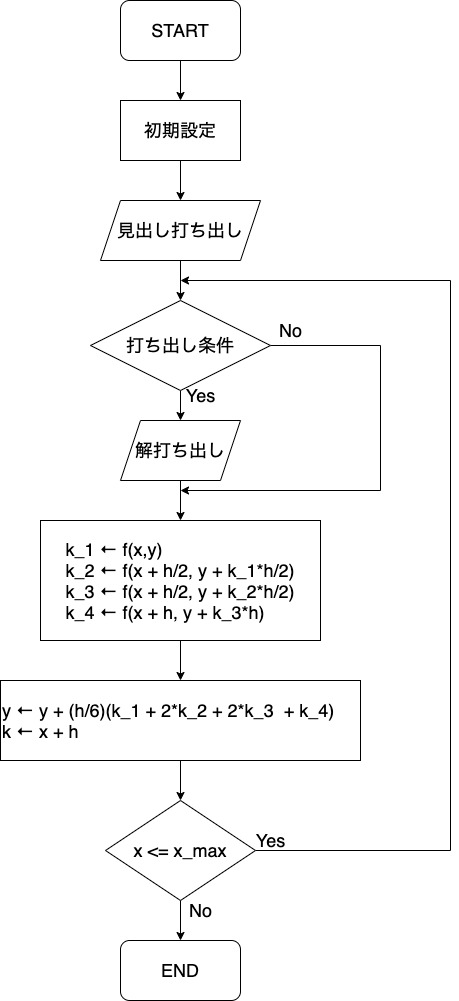 START
初期設定
見出し打ち出し
打ち出し条件
No
Yes
解打ち出し
k_1 ← f(x,y)
k_2 ← f(x + h/2, y + k_1*h/2)
k_3 ← f(x + h/2, y + k_2*h/2)
k_4 ← f(x + h, y + k_3*h)
y ← y + (h/6)(k_1 + 2*k_2 + 2*k_3 + k_4)
k ← x + h
x <= x_max
Yes
No
END